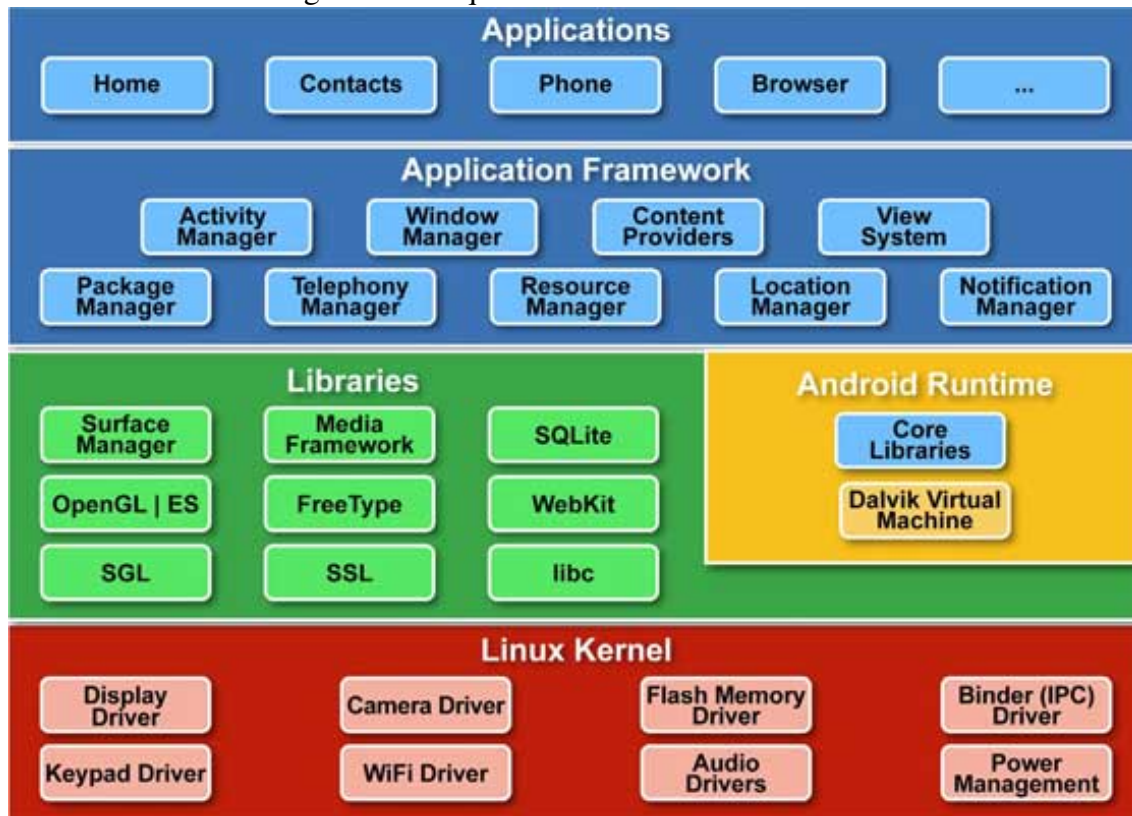 Applications
Home
Contacts
Phone
Browser
...
Application Framework
Activity
Manager
Window
Manager
Content
Providers
View
System
Package
Manager
Telephony
Manager
Resource
Manager
Location
Manager
Notification
Manager
Libraries
Surface
Manager
Media
Framework
SQLite
OpenGL | ES
FreeType
WebKit
SGL
SSL
libc
Android Runtime
Core
Libraries
Dalvik Virtual
Machine
Linux Kernel
Display
Driver
Camera Driver
Flash Memory
Driver
Binder (IPC)
Driver
Keypad Driver
WiFi Driver
Audio
Drivers
Power
Management